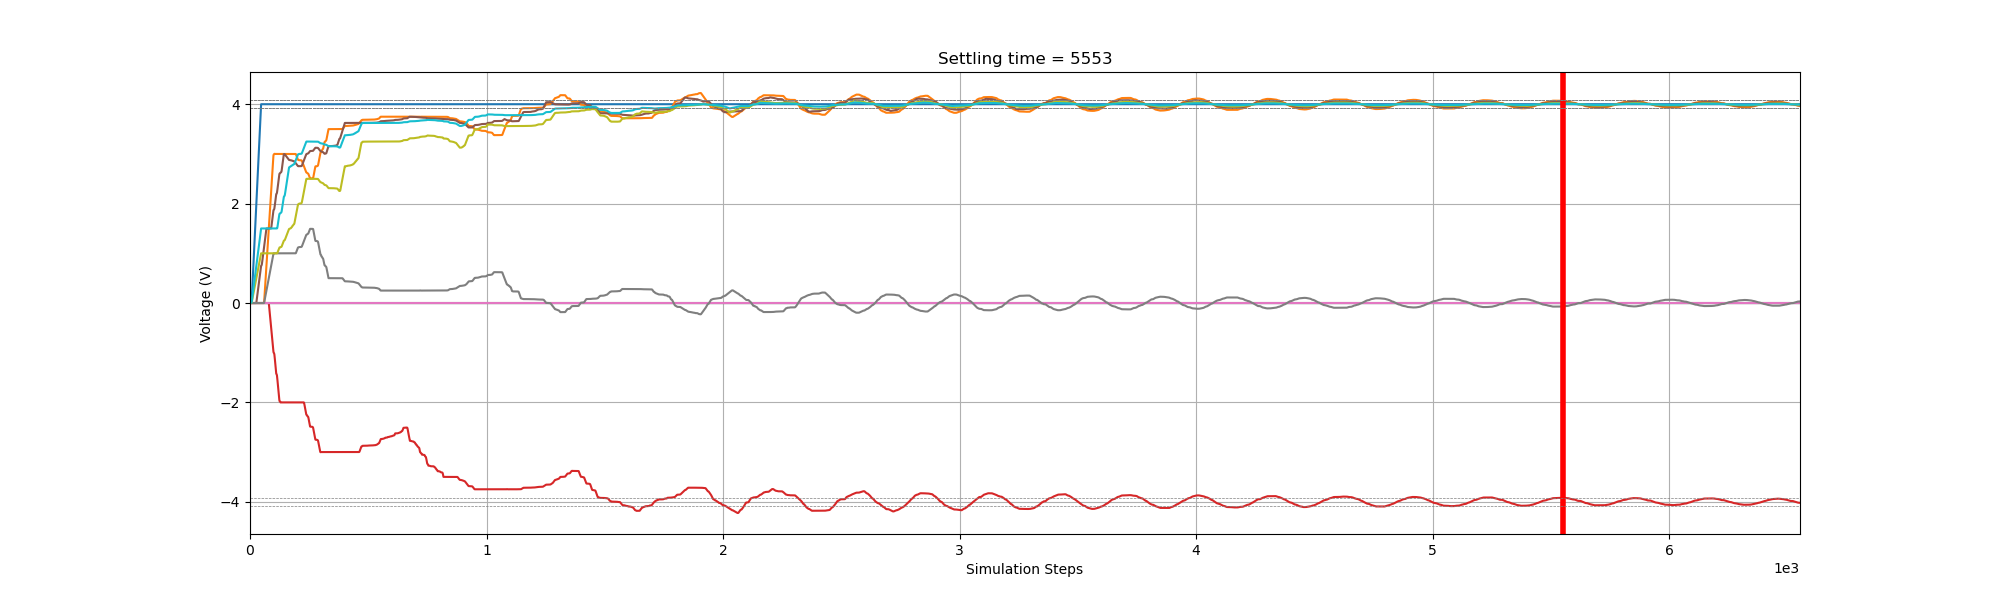 Settling time = 5553
Voltage (V)
4
2
0
−2
−4
0 1 2 3 4 5 6
Simulation Steps
1e3